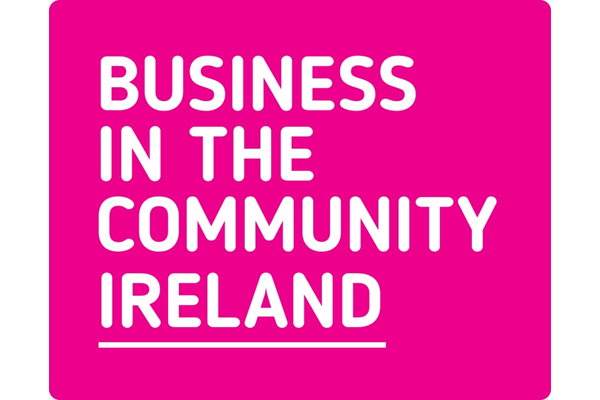 BUSINESS
IN THE
COMMUNITY
IRELAND